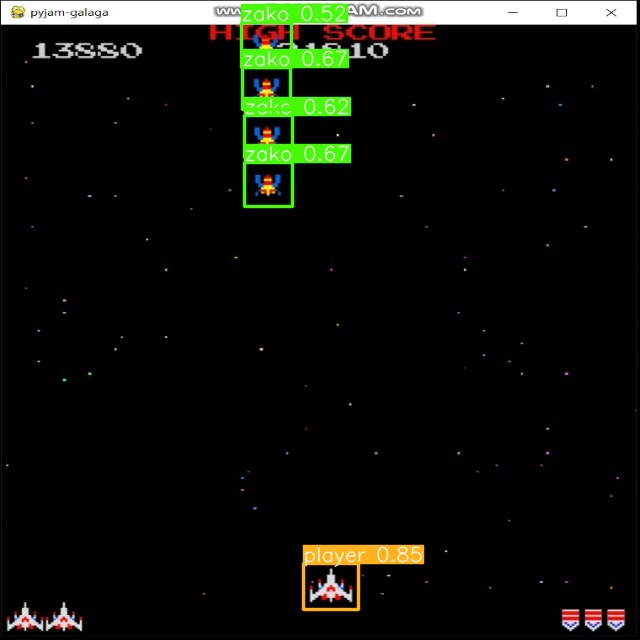 pyjam-galaga
zako 0.52
HIGH SCORE
13880
zako 0.67
zako 0.62
zako 0.67
player 0.85